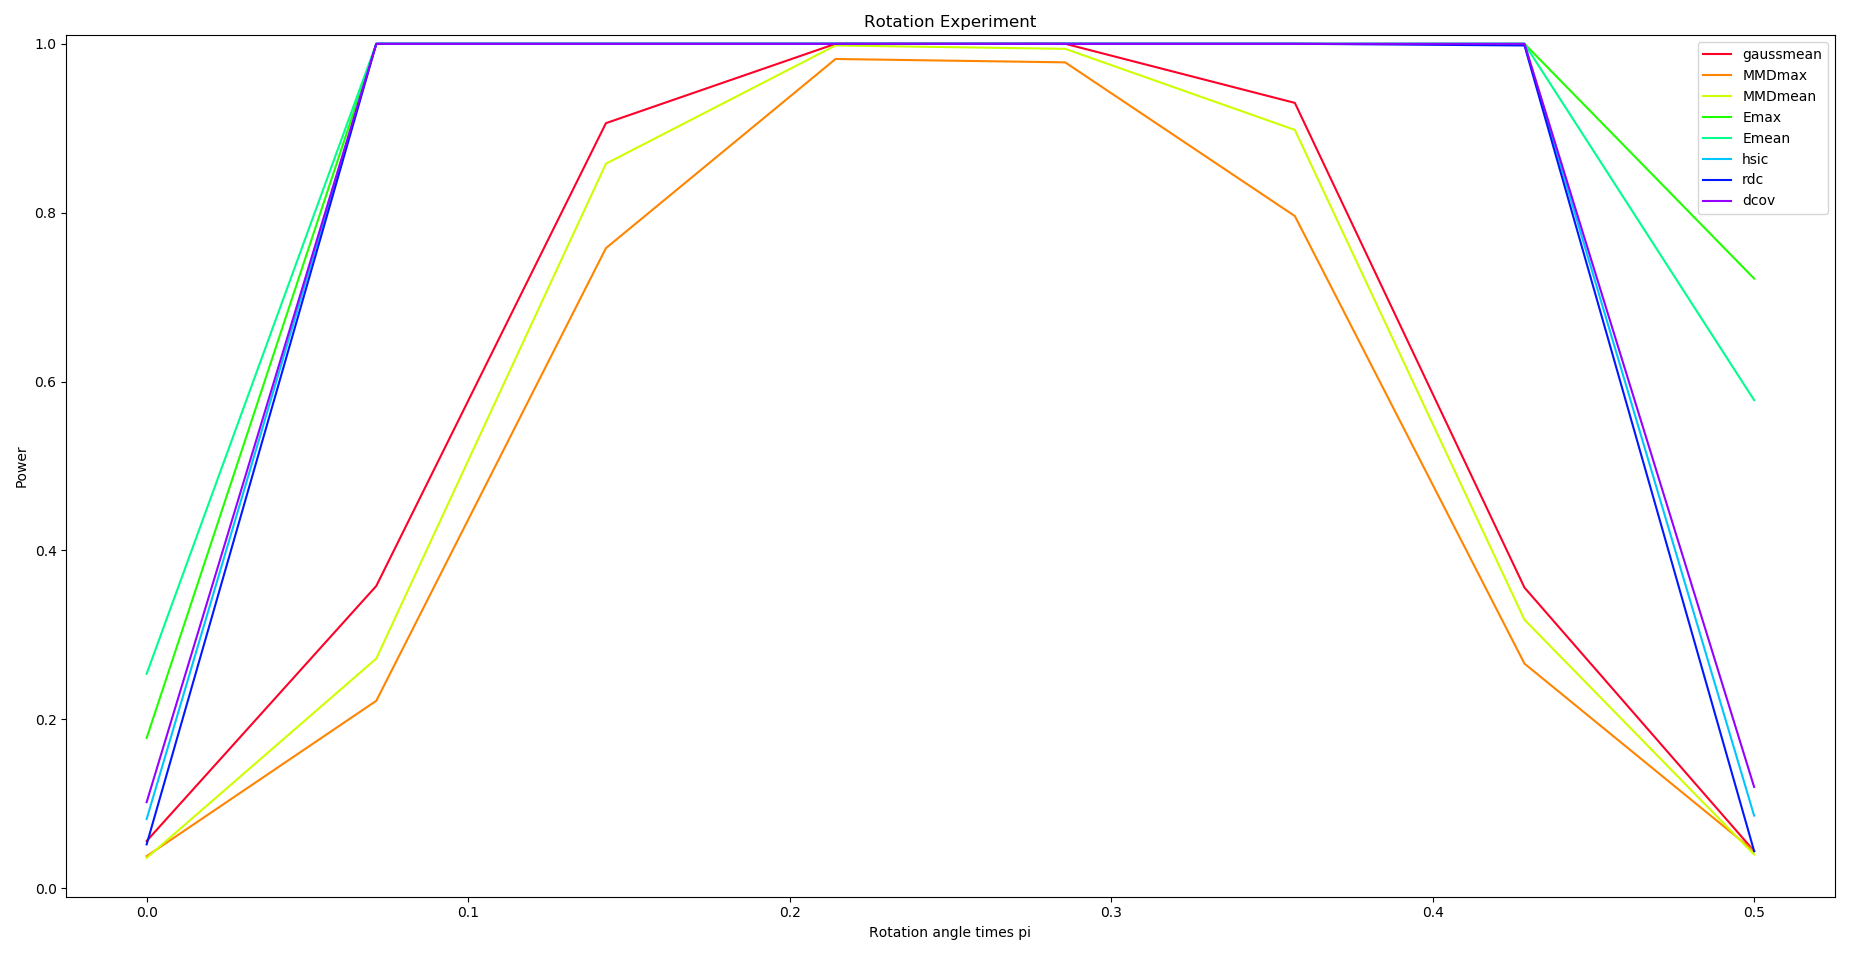 Rotation Experiment
1.0
0.8
0.6
0.4
0.2
0.0
Power
gaussmean
MMDmax
MMDmean
Emax
Emean
hsic
rdc
dcov
0.0 0.1 0.2 0.3 0.4 0.5
Rotation angle times pi